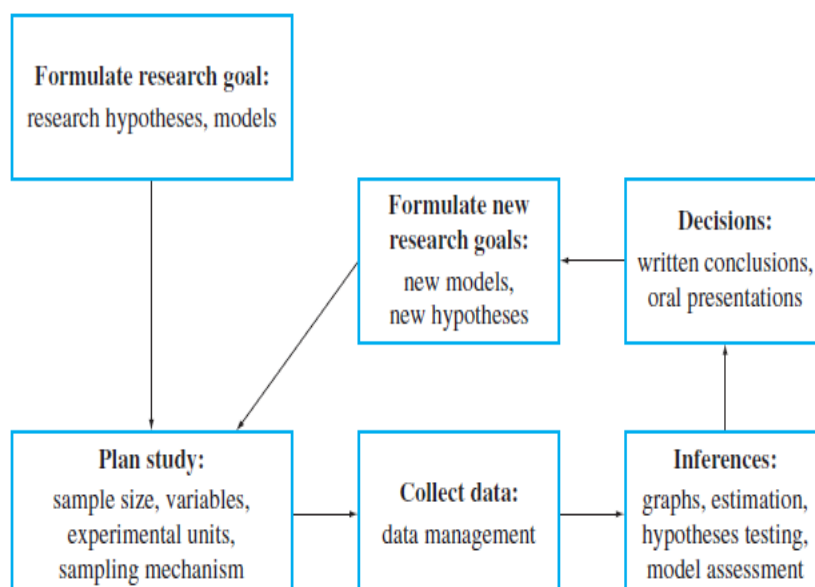 Formulate research goal:
research hypotheses, models
Formulate new
research goals:
new models,
new hypotheses
Decisions:
written conclusions,
oral presentations
Plan study:
sample size, variables,
experimental units,
sampling mechanism
Collect data:
data management
Inferences:
graphs, estimation,
hypotheses testing,
model assessment